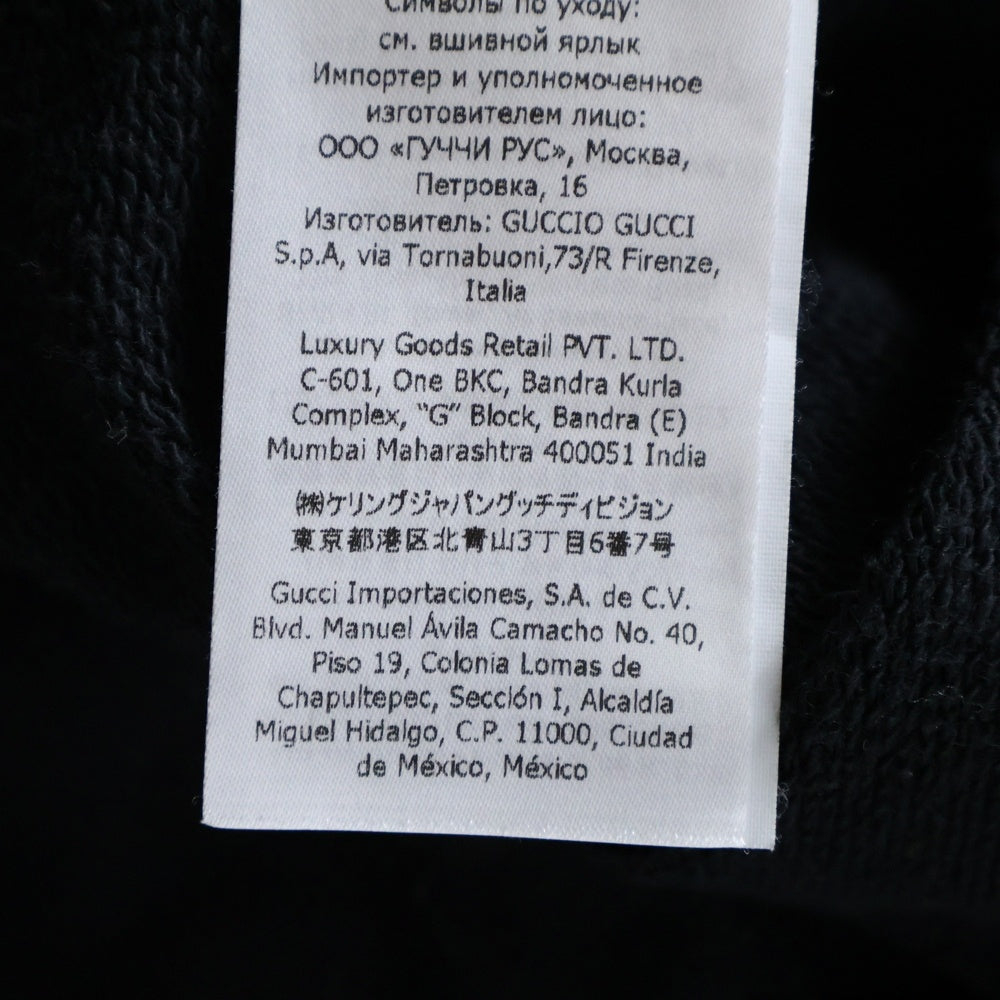 Символы по уходу:
см. вшивной ярлык
Импортер и уполномоченное
изготовителем лицо:
ООО «ГУЧЧИ РУС», Москва,
Петровка, 16
Изготовитель: GUCCIO GUCCI
S.p.A, via Tornabuoni,73/R Firenze,
Italia
Luxury Goods Retail PVT. LTD.
C-601, One BKC, Bandra Kurla
Complex, “G” Block, Bandra (E)
Mumbai Maharashtra 400051 India
㈱ケリングジャパングッチディビジョン
東京都港区北青山3丁目6番7号
Gucci Importaciones, S.A. de C.V.
Blvd. Manuel Ávila Camacho No. 40,
Piso 19, Colonia Lomas de
Chapultepec, Sección I, Alcaldía
Miguel Hidalgo, C.P. 11000, Ciudad
de México, México